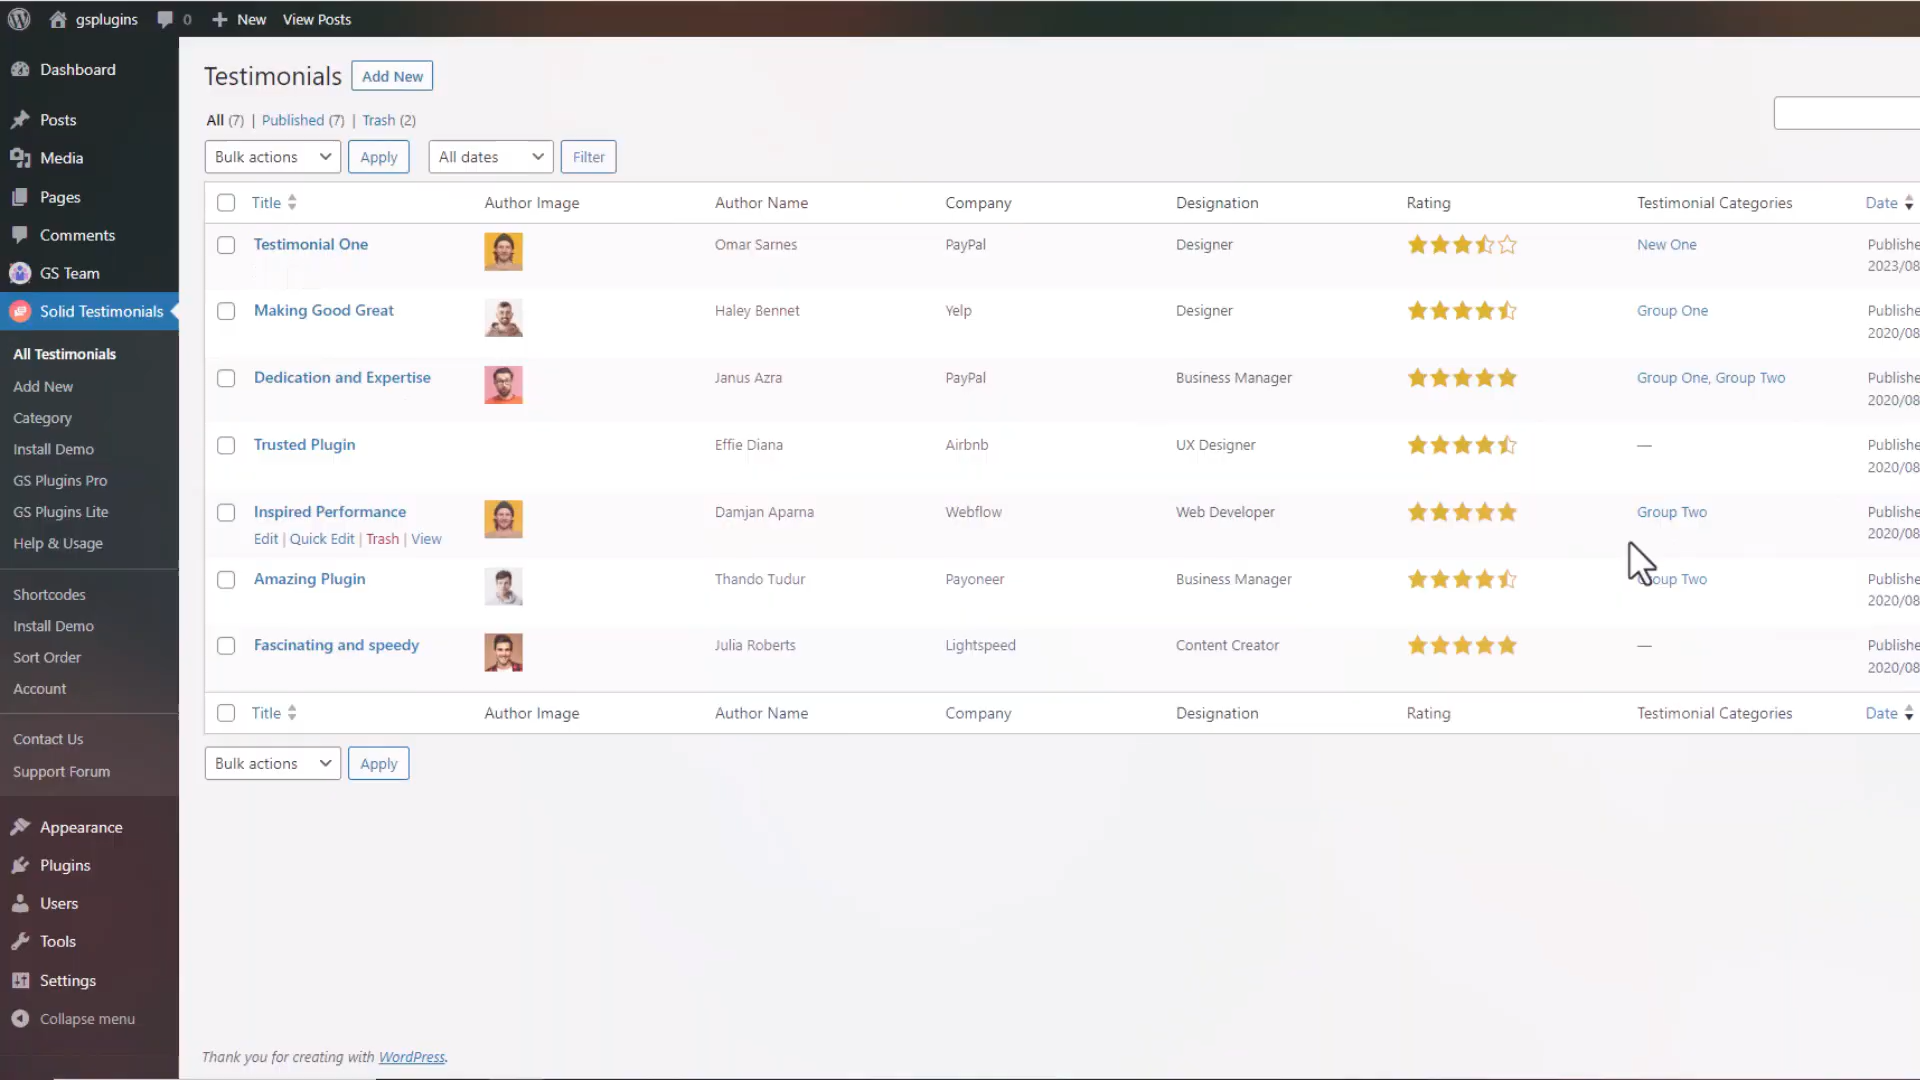 gsplugins 0 New View Posts
Dashboard
Posts
Media
Pages
Comments
GS Team
Solid Testimonials
All Testimonials
Add New
Category
Install Demo
GS Plugins Pro
GS Plugins Lite
Help & Usage
Shortcodes
Install Demo
Sort Order
Account
Contact Us
Support Forum
Appearance
Plugins
Users
Tools
Settings
Collapse menu
Testimonials Add New
All (7) | Published (7) | Trash (2)
Bulk actions Apply All dates Filter
Title Author Image Author Name Company Designation Rating Testimonial Categories Date
Testimonial One Omar Sarnes PayPal Designer New One Publishe
2023/08
Making Good Great Haley Bennet Yelp Designer Group One Publishe
2020/08
Dedication and Expertise Janus Azra PayPal Business Manager Group One, Group Two Publishe
2020/08
Trusted Plugin Effie Diana Airbnb UX Designer — Publishe
2020/08
Inspired Performance Damjan Aparna Webflow Web Developer Group Two Publishe
Edit | Quick Edit | Trash | View 2020/08
Amazing Plugin Thando Tudur Payoneer Business Manager Group Two Publishe
2020/08
Fascinating and speedy Julia Roberts Lightspeed Content Creator — Publishe
2020/08
Title Author Image Author Name Company Designation Rating Testimonial Categories Date
Bulk actions Apply
Thank you for creating with WordPress.